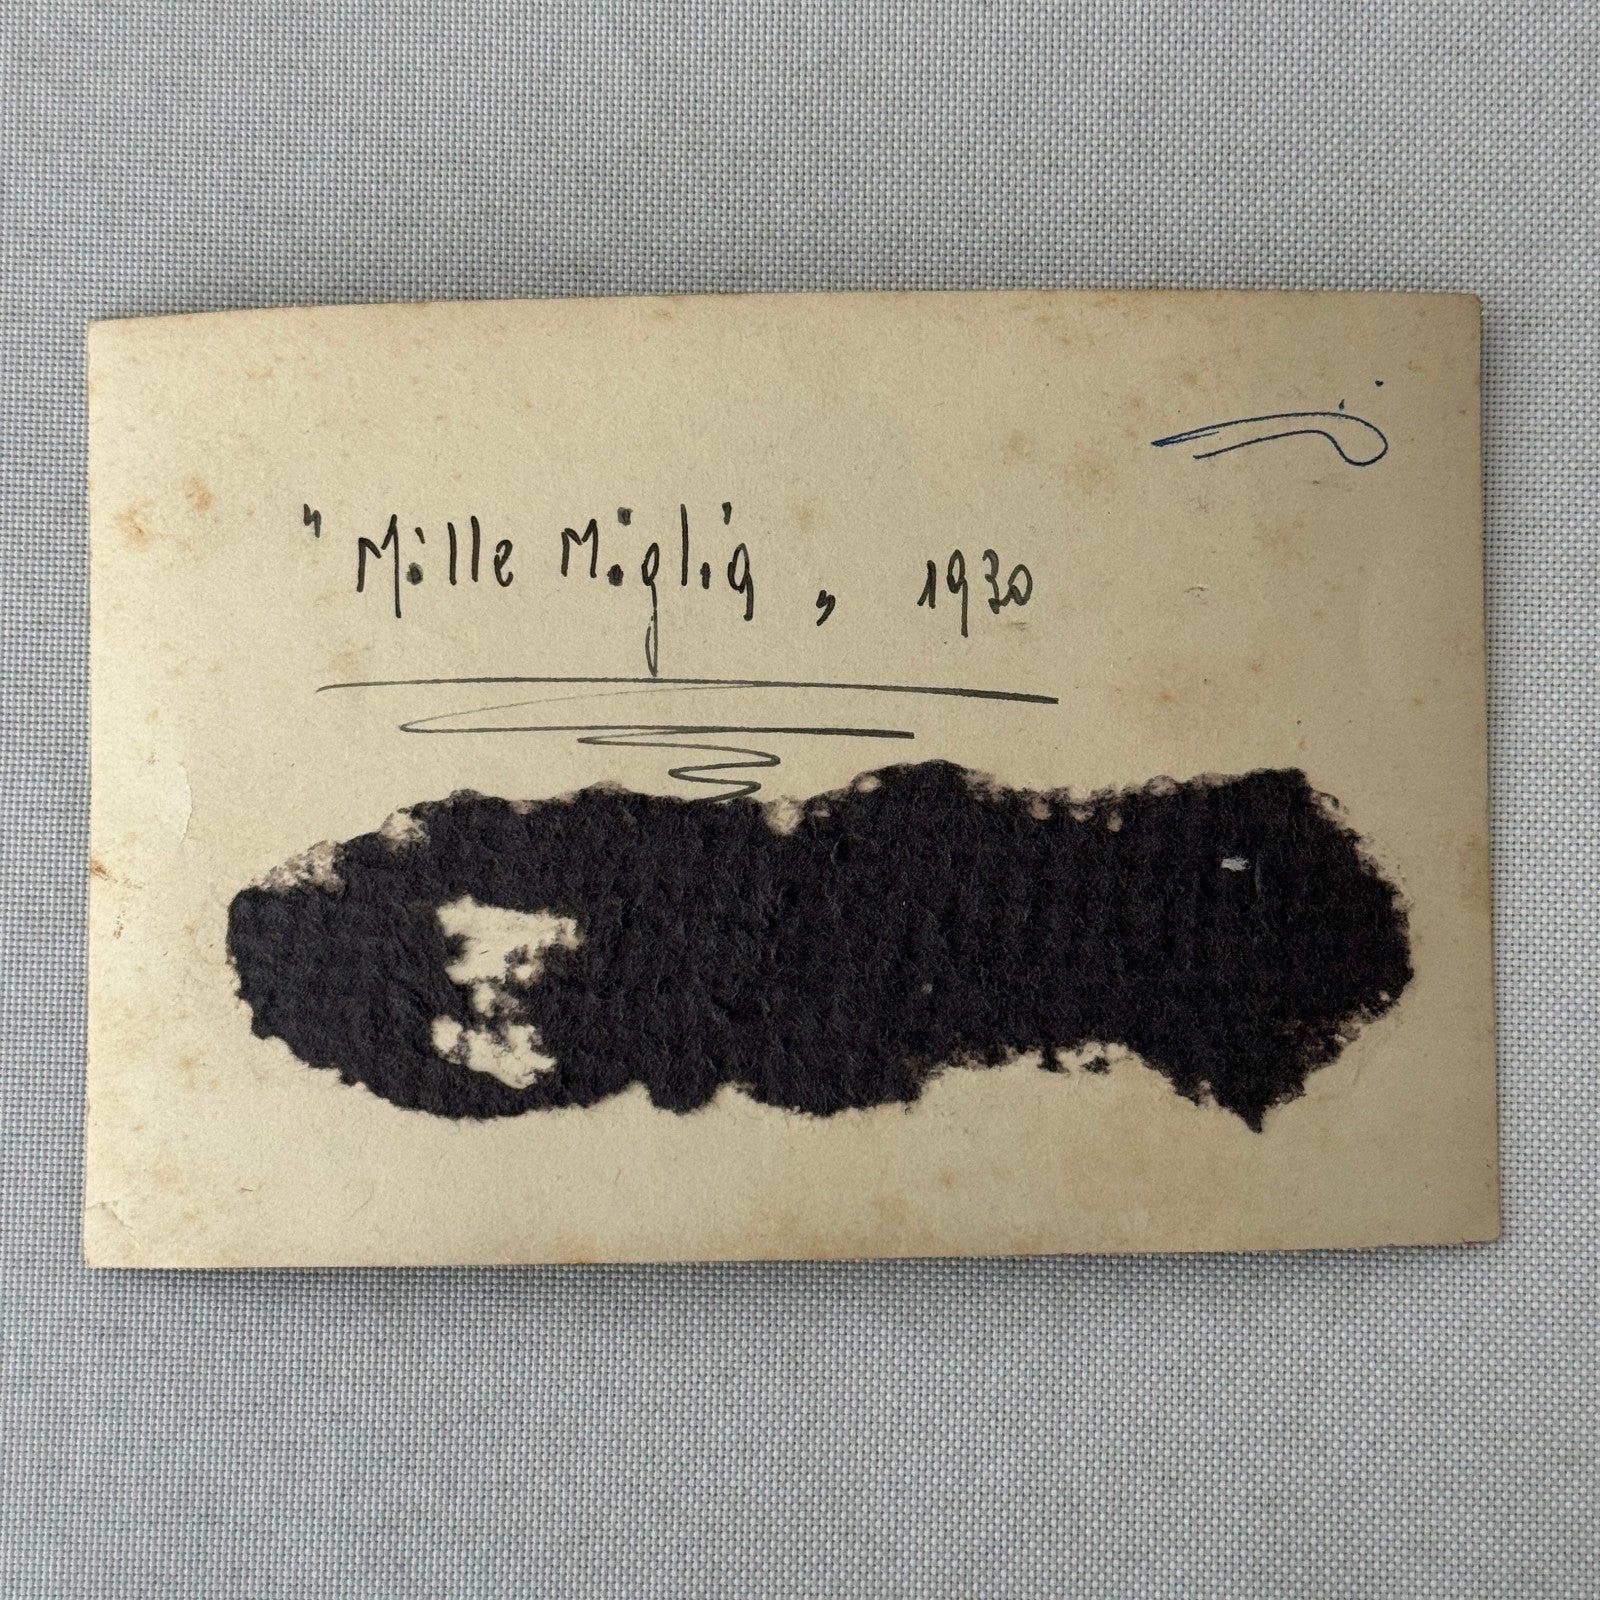 " Mille Miglia „ 1930